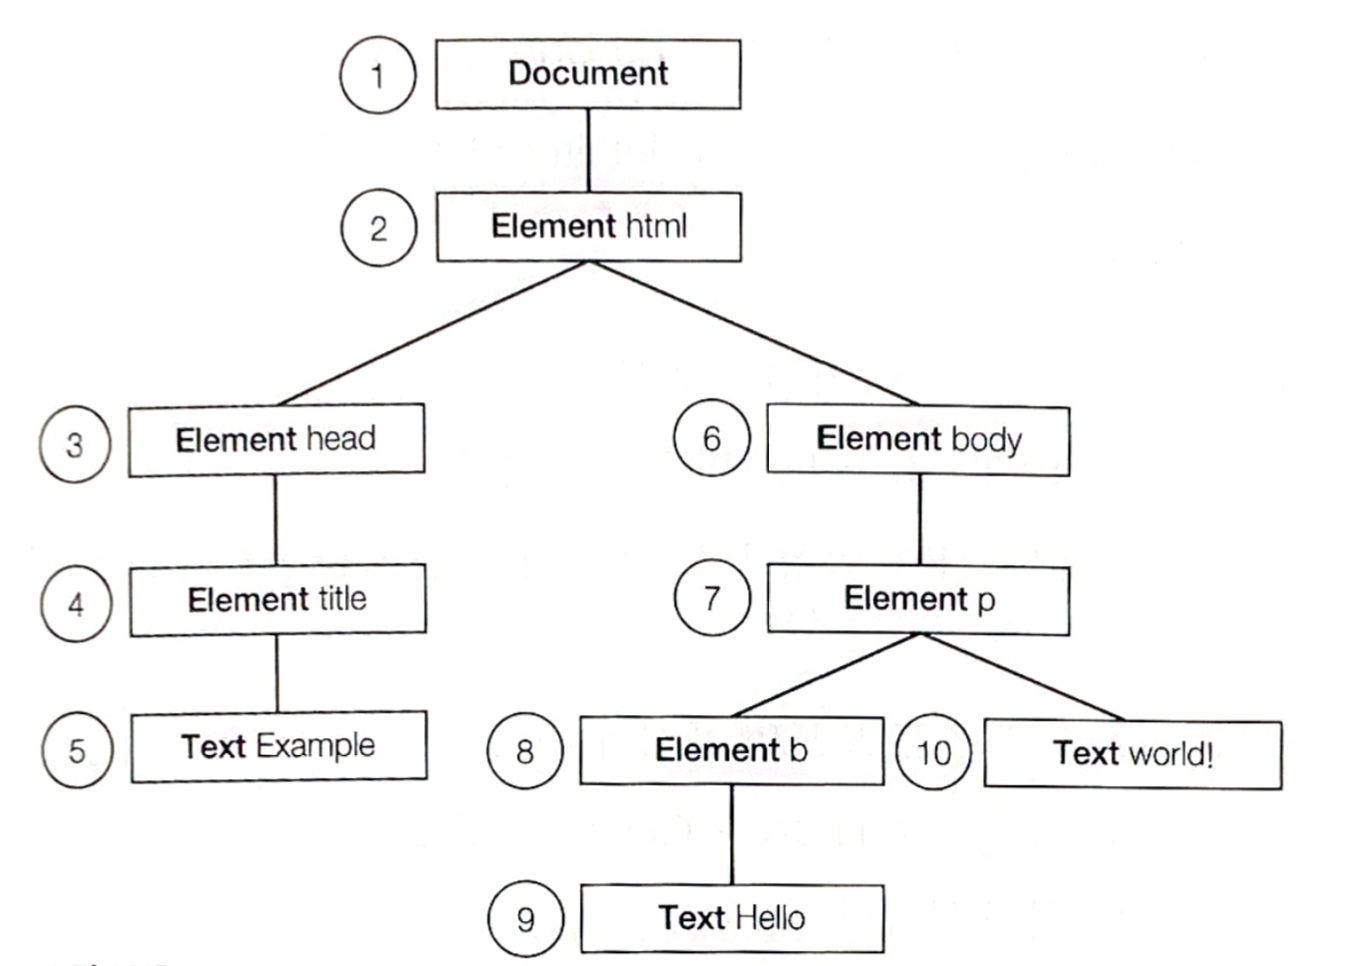 1 Document
2 Element html
3 Element head
6 Element body
4 Element title
7 Element p
5 Text Example
8 Element b
10 Text world!
9 Text Hello